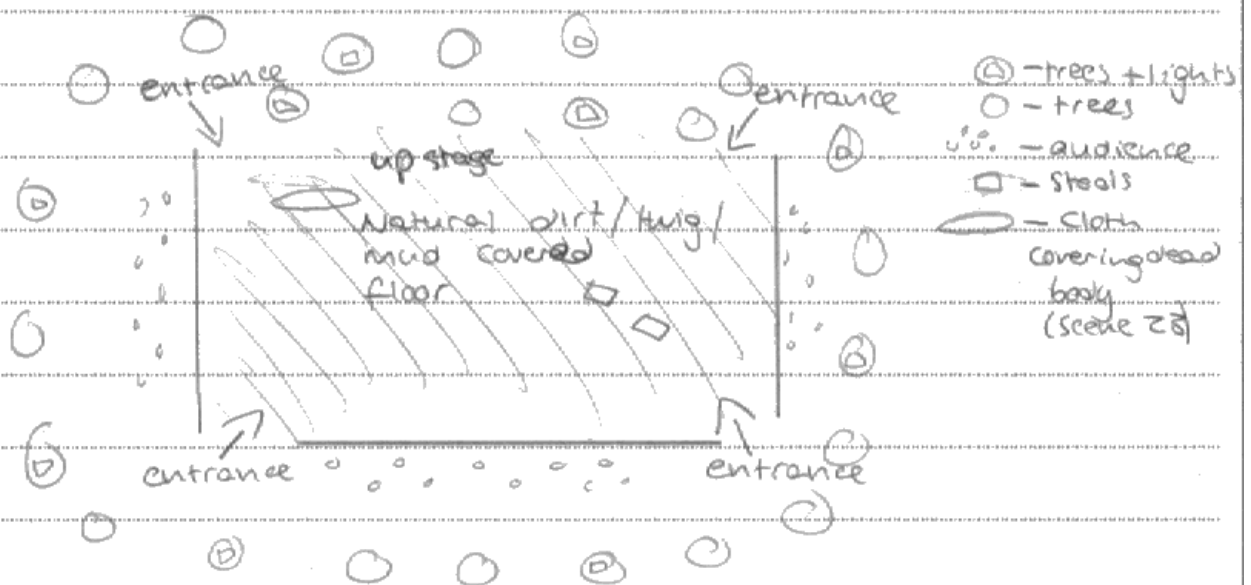 entrance
entrance
up stage
Natural dirt/twig/
mud covered
floor
entrance
entrance
- trees + lights
- trees
- audience
- Stools
- Cloth
covering dead
body
(scene 28)